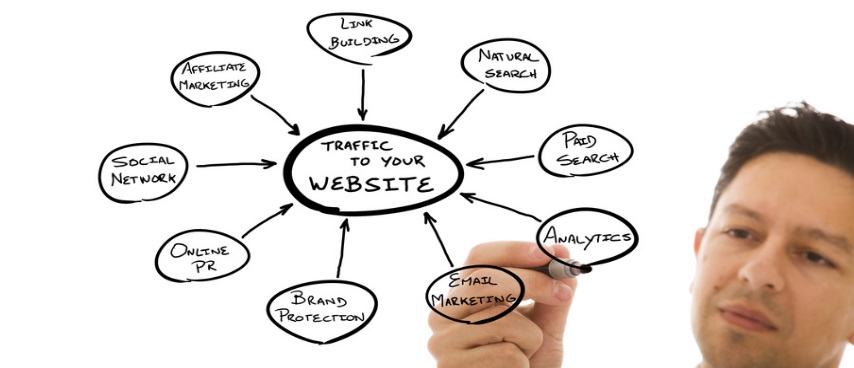 LINK
BUILDING
NATURAL
SEARCH
AFFILIATE
MARKETING
TRAFFIC
TO YOUR
WEBSITE
PAID
SEARCH
SOCIAL
NETWORK
ANALYTICS
ONLINE
PR
EMAIL
MARKETING
BRAND
PROTECTION